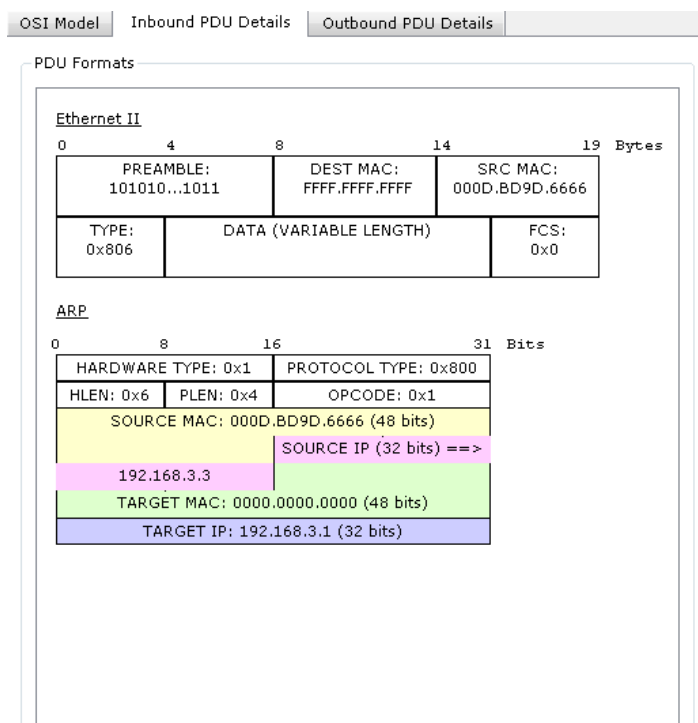 OSI Model Inbound PDU Details Outbound PDU Details
PDU Formats
Ethernet II
0 4 8 14 19 Bytes
PREAMBLE: 101010...1011
DEST MAC: FFFF.FFFF.FFFF
SRC MAC: 000D.BD9D.6666
TYPE: 0x806
DATA (VARIABLE LENGTH)
FCS: 0x0
ARP
0 8 16 31 Bits
HARDWARE TYPE: 0x1 PROTOCOL TYPE: 0x800
HLEN: 0x6 PLEN: 0x4 OPCODE: 0x1
SOURCE MAC: 000D.BD9D.6666 (48 bits)
SOURCE IP (32 bits) ==>
192.168.3.3
TARGET MAC: 0000.0000.0000 (48 bits)
TARGET IP: 192.168.3.1 (32 bits)